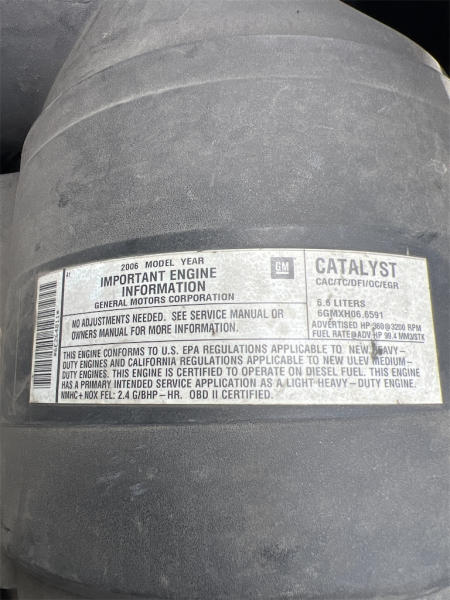 41
2006 MODEL YEAR
IMPORTANT ENGINE
INFORMATION
GENERAL MOTORS CORPORATION
NO ADJUSTMENTS NEEDED. SEE SERVICE MANUAL OR
OWNERS MANUAL FOR MORE INFORMATION.
GM
CATALYST
CAC/TC/DFI/OC/EGR
6.6 LITERS
6GMXH06.6591
ADVERTISED HP:360@3200 RPM
FUEL RATE@ADV HP 99.4 MM3/STK
THIS ENGINE CONFORMS TO U.S. EPA REGULATIONS APPLICABLE TO NEW HEAVY-
DUTY ENGINES AND CALIFORNIA REGULATIONS APPLICABLE TO NEW ULEV MEDIUM-
DUTY ENGINES. THIS ENGINE IS CERTIFIED TO OPERATE ON DIESEL FUEL. THIS ENGINE
HAS A PRIMARY INTENDED SERVICE APPLICATION AS A LIGHT HEAVY-DUTY ENGINE.
NMHC+NOX FEL: 2.4 G/BHP-HR. OBD II CERTIFIED.